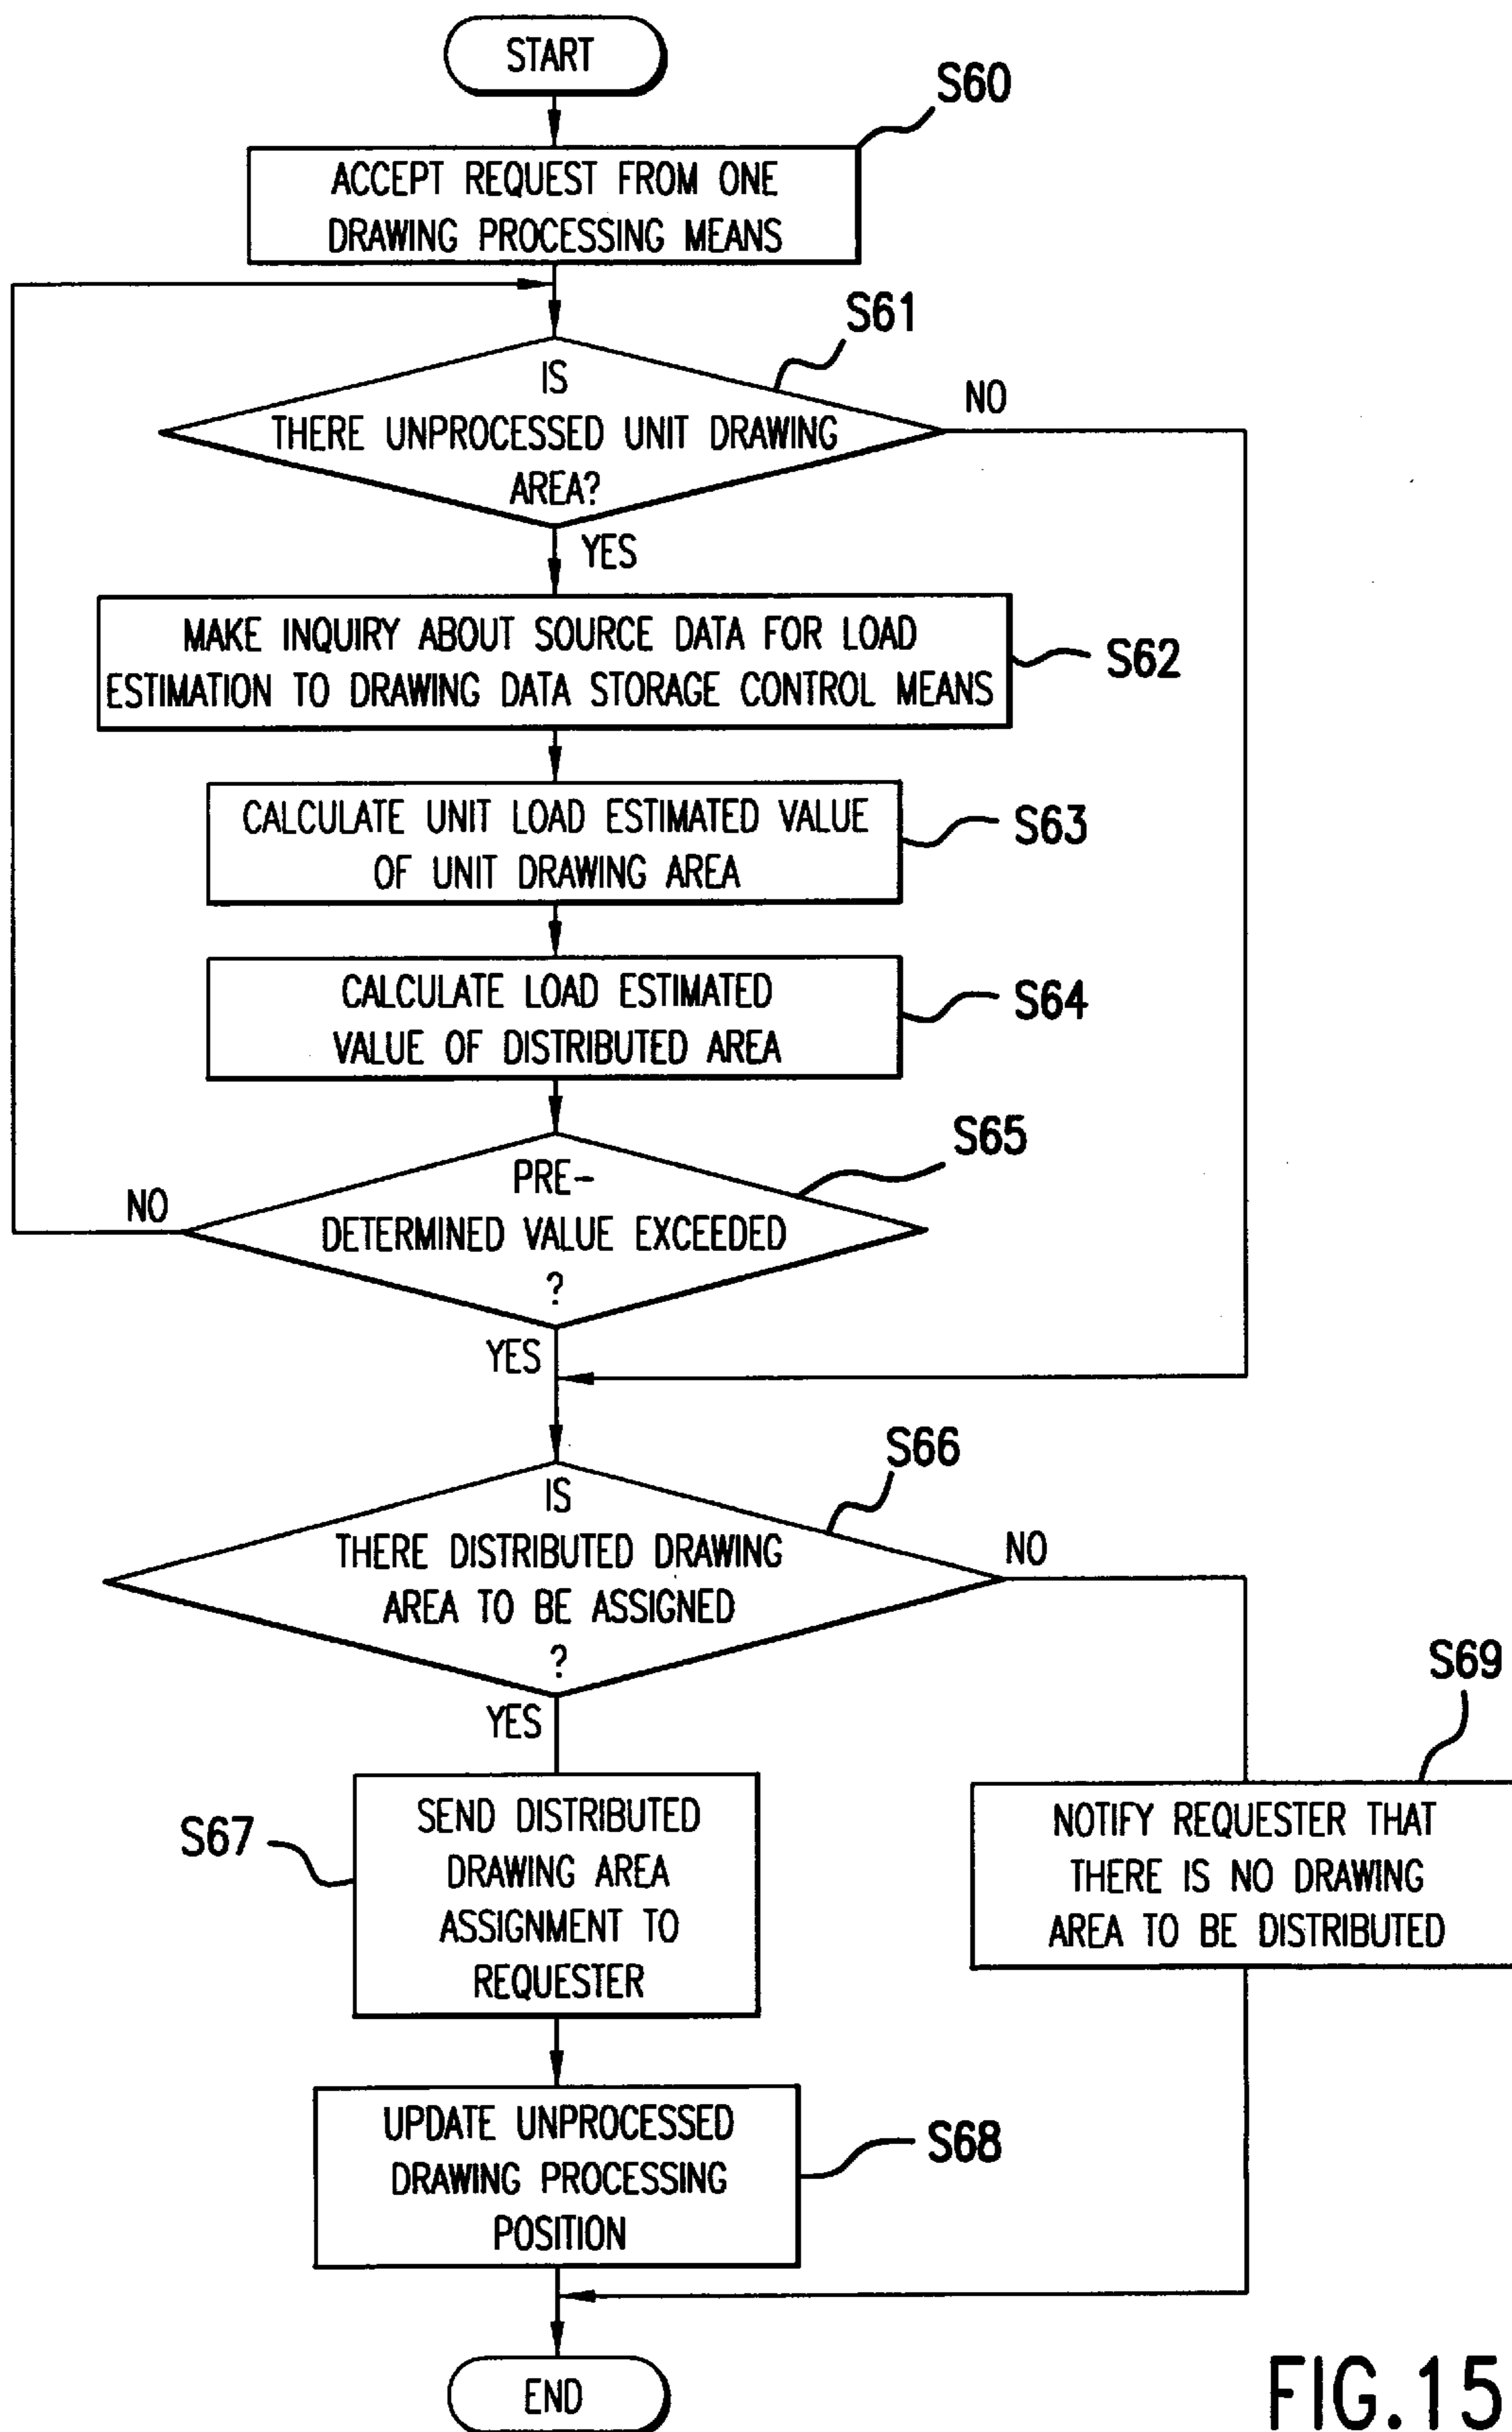 START
S60
ACCEPT REQUEST FROM ONE
DRAWING PROCESSING MEANS
S61
IS
THERE UNPROCESSED UNIT DRAWING
AREA?
NO
YES
MAKE INQUIRY ABOUT SOURCE DATA FOR LOAD
ESTIMATION TO DRAWING DATA STORAGE CONTROL MEANS
S62
CALCULATE UNIT LOAD ESTIMATED VALUE
OF UNIT DRAWING AREA
S63
CALCULATE LOAD ESTIMATED
VALUE OF DISTRIBUTED AREA
S64
S65
PRE-
DETERMINED VALUE EXCEEDED
?
NO
YES
S66
IS
THERE DISTRIBUTED DRAWING
AREA TO BE ASSIGNED
?
NO
YES
S67
SEND DISTRIBUTED
DRAWING AREA
ASSIGNMENT TO
REQUESTER
S69
NOTIFY REQUESTER THAT
THERE IS NO DRAWING
AREA TO BE DISTRIBUTED
UPDATE UNPROCESSED
DRAWING PROCESSING
POSITION
S68
END
FIG.15